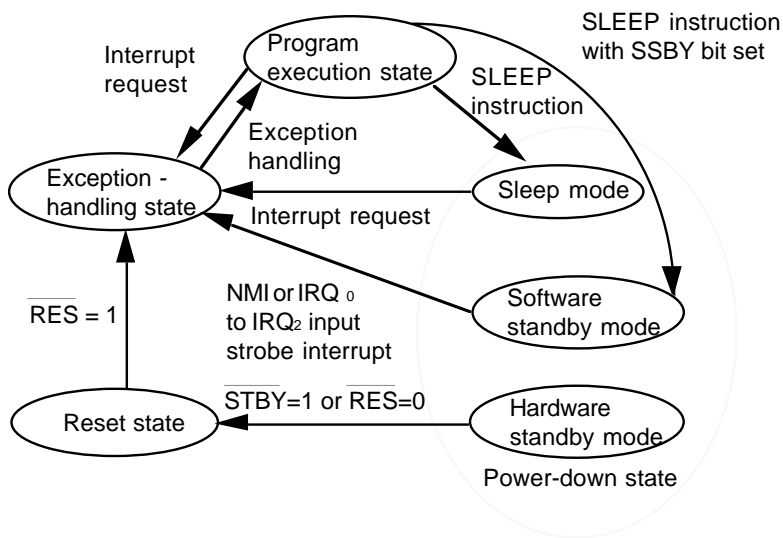 SLEEP instruction
with SSBY bit set
Interrupt
request
Program
execution state
SLEEP
instruction
Exception
handling
Exception -
handling state
Sleep mode
Interrupt request
RES = 1
NMI or IRQ 0
to IRQ2 input
strobe interrupt
Software
standby mode
STBY=1 or RES=0
Reset state
Hardware
standby mode
Power-down state